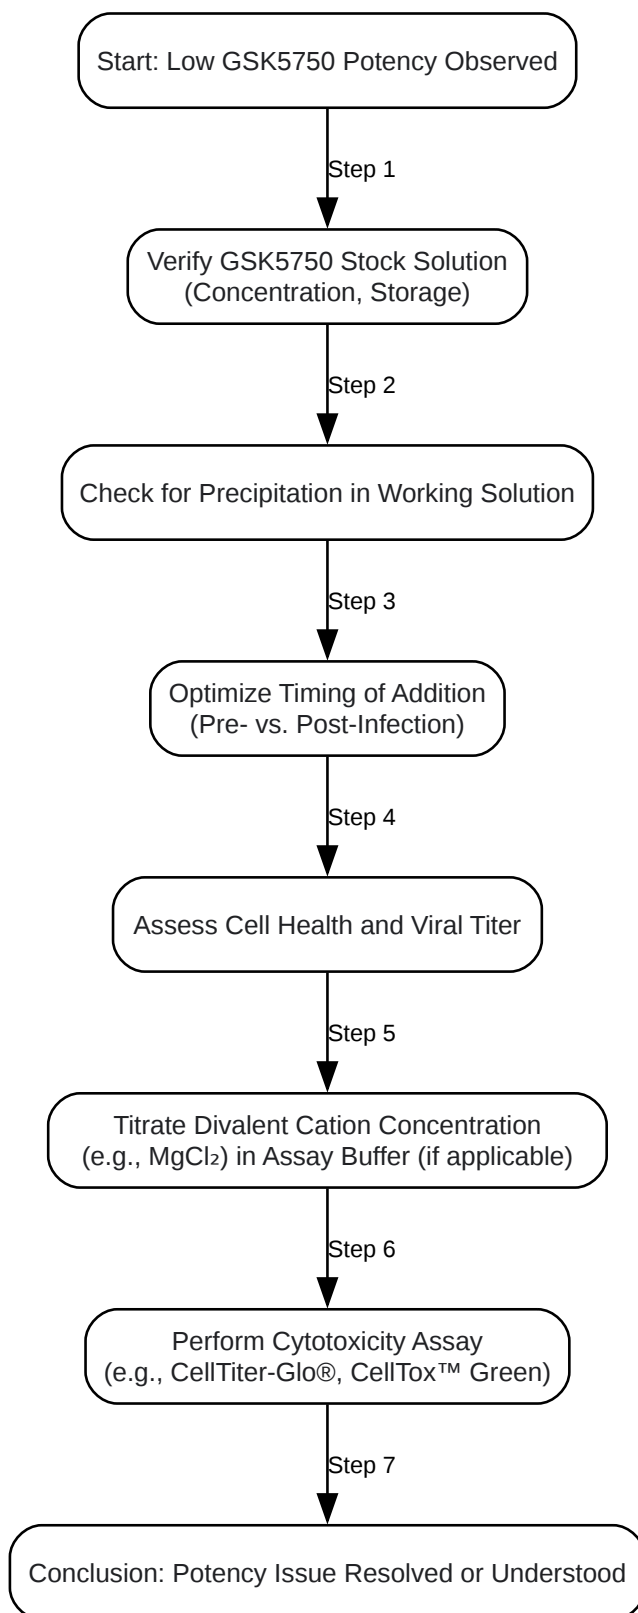 Start: Low GSK5750 Potency Observed
Step 1
Verify GSK5750 Stock Solution
(Concentration, Storage)
Step 2
Check for Precipitation in Working Solution
Step 3
Optimize Timing of Addition
(Pre- vs. Post-Infection)
Step 4
Assess Cell Health and Viral Titer
Step 5
Titrate Divalent Cation Concentration
(e.g., MgCl₂) in Assay Buffer (if applicable)
Step 6
Perform Cytotoxicity Assay
(e.g., CellTiter-Glo®, CellTox™ Green)
Step 7
Conclusion: Potency Issue Resolved or Understood